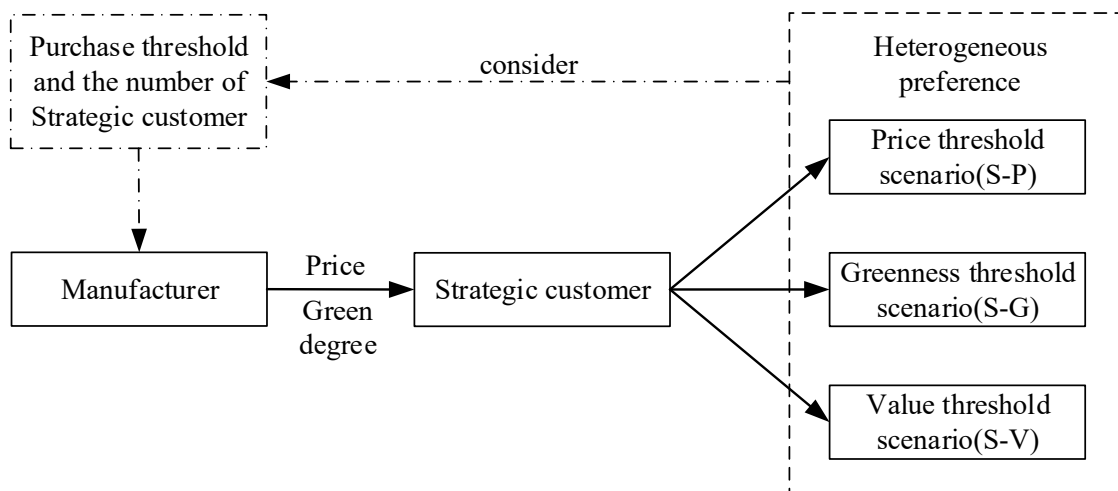 Purchase threshold
and the number of
Strategic customer
consider
Heterogeneous
preference
Price threshold
scenario(S-P)
Manufacturer
Price
Green
degree
Strategic customer
Greenness threshold
scenario(S-G)
Value threshold
scenario(S-V)